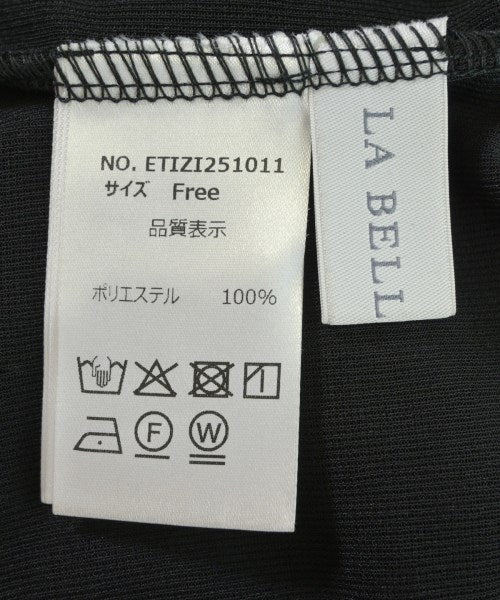 NO. ETIZI251011
サイズ Free
品質表示
ポリエステル 100%
F W
LA BELL